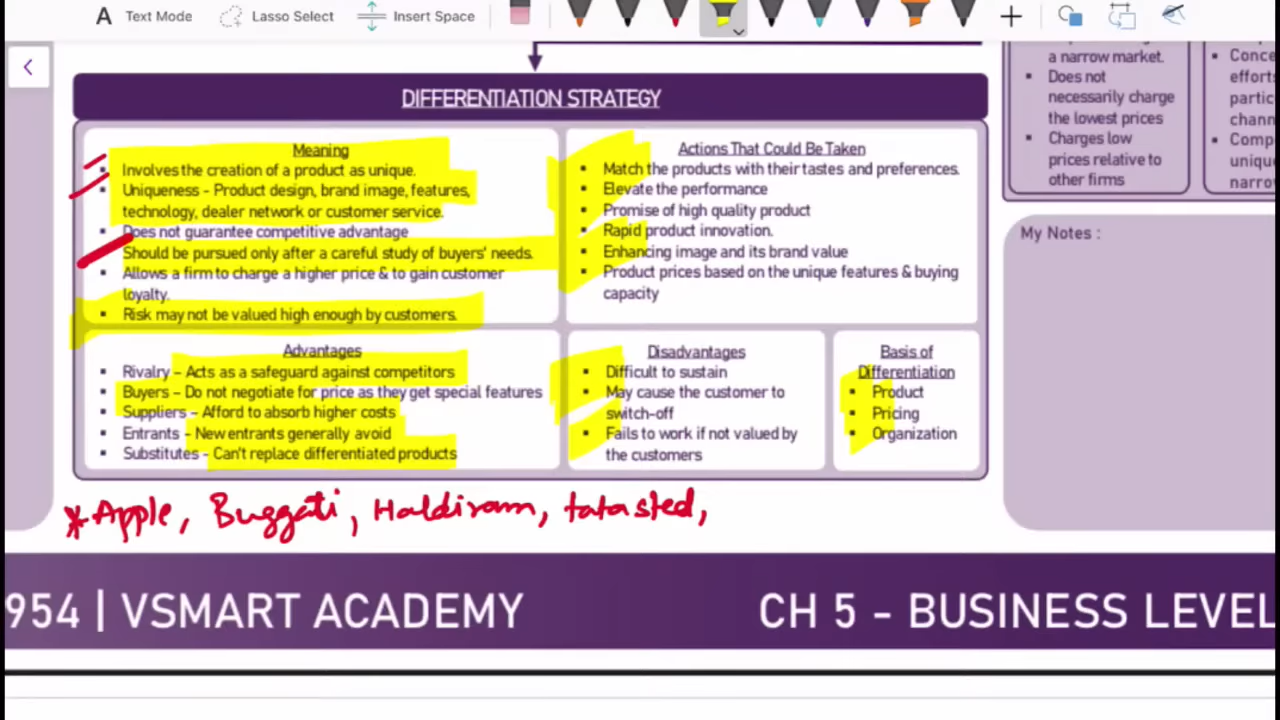 Text Mode
Lasso Select
Insert Space
DIFFERENTIATION STRATEGY
Meaning
Involves the creation of a product as unique.
Uniqueness - Product design, brand image, features,
technology, dealer network or customer service.
Does not guarantee competitive advantage
Should be pursued only after a careful study of buyers' needs.
Allows a firm to charge a higher price & to gain customer
loyalty.
Risk may not be valued high enough by customers.
Actions That Could Be Taken
Match the products with their tastes and preferences.
Elevate the performance
Promise of high quality product
Rapid product innovation.
Enhancing image and its brand value
Product prices based on the unique features & buying
capacity
Advantages
Rivalry - Acts as a safeguard against competitors
Buyers - Do not negotiate for price as they get special features
Suppliers - Afford to absorb higher costs
Entrants - New entrants generally avoid
Substitutes - Can't replace differentiated products
Disadvantages
Difficult to sustain
May cause the customer to
switch-off
Fails to work if not valued by
the customers
Basis of
Differentiation
Product
Pricing
Organization
a narrow market.
Does not
necessarily charge
the lowest prices
Charges low
prices relative to
other firms
Conce
efforts
partic
chann
Comp
uniqu
narro
My Notes :
*Apple, Buggati, Haldiram, tata sted,
954 | VSMART ACADEMY
CH 5 - BUSINESS LEVEL